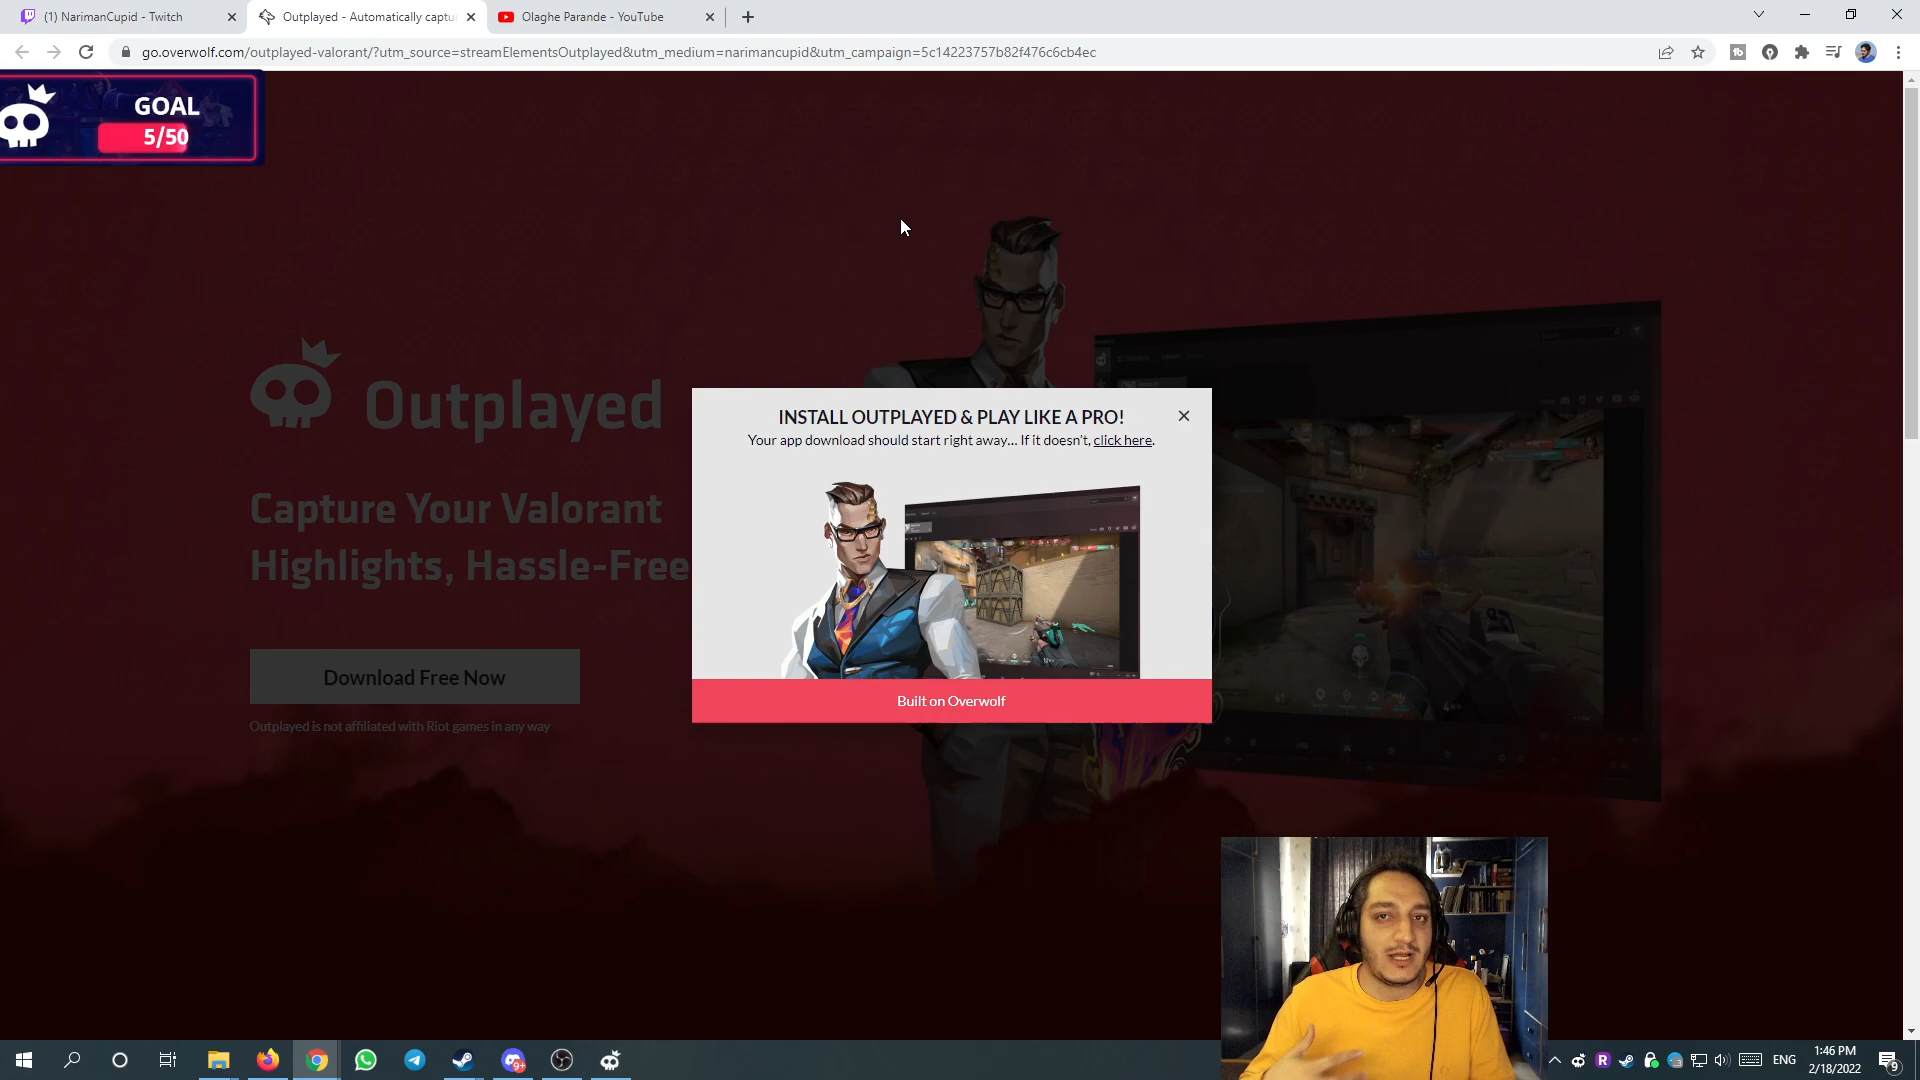 (1) NarimanCupid - Twitch
Outplayed - Automatically captu
Olaghe Parande - YouTube
go.overwolf.com/outplayed-valorant/?utm_source=streamElementsOutplayed&utm_medium=narimancupid&utm_campaign=5c14223757b82f476c6cb4ec
GOAL
5/50
Outplayed
Capture Your Valorant
Highlights, Hassle-Free
Download Free Now
Outplayed is not affiliated with Riot games in any way
INSTALL OUTPLAYED & PLAY LIKE A PRO!
Your app download should start right away... If it doesn't, click here.
Built on Overwolf
9+
ENG
1:46 PM
2/18/2022
9